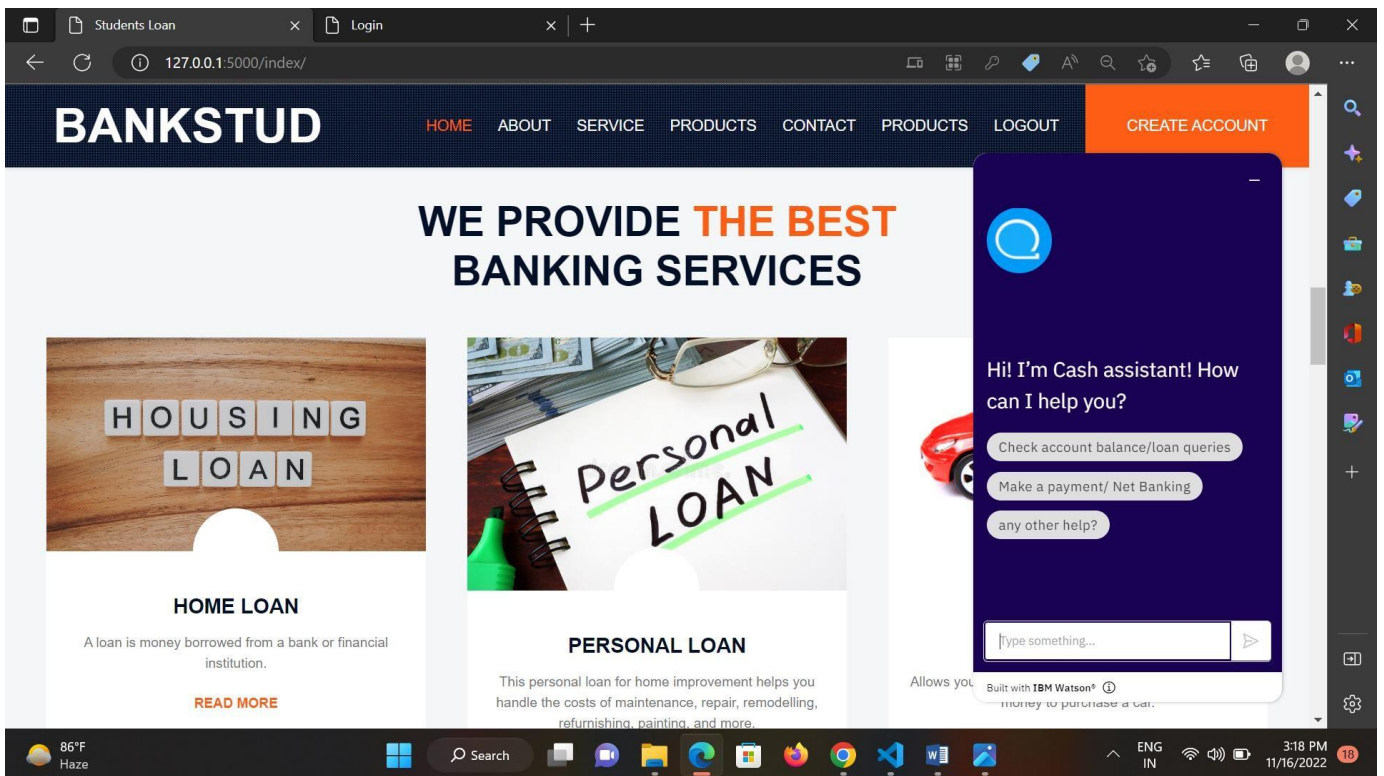 Students Loan
Login
127.0.0.1:5000/index/
BANKSTUD
HOME ABOUT SERVICE PRODUCTS CONTACT PRODUCTS LOGOUT CREATE ACCOUNT
WE PROVIDE THE BEST
BANKING SERVICES
HOUSING
LOAN
HOME LOAN
A loan is money borrowed from a bank or financial
institution.
READ MORE
Personal
LOAN
PERSONAL LOAN
This personal loan for home improvement helps you
handle the costs of maintenance, repair, remodelling,
refurnishing, painting, and more.
Allows you
money to purchase a car.
Hi! I'm Cash assistant! How
can I help you?
Check account balance/loan queries
Make a payment/ Net Banking
any other help?
Type something...
Built with IBM Watson®
86°F
Haze
Search
ENG
IN
3:18 PM
11/16/2022
18